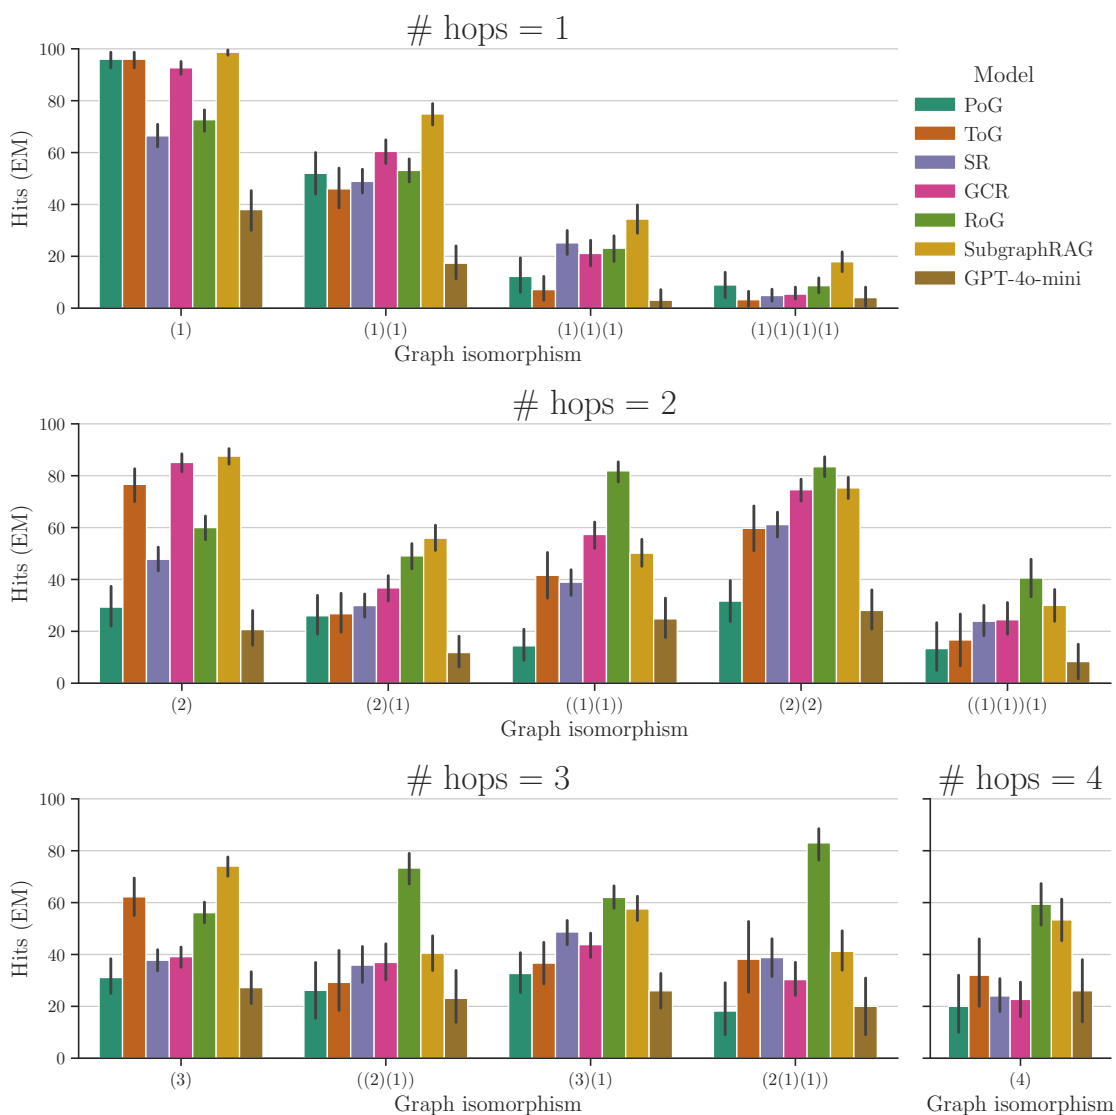 # hops = 1
100
80
60
40
20
0
Hits (EM)
(1)
(1)(1)
(1)(1)(1)
(1)(1)(1)(1)
Graph isomorphism
Model
PoG
ToG
SR
GCR
RoG
SubgraphRAG
GPT-4o-mini
# hops = 2
100
80
60
40
20
0
Hits (EM)
(2)
(2)(1)
((1)(1))
(2)(2)
((1)(1))(1)
Graph isomorphism
# hops = 3
100
80
60
40
20
0
Hits (EM)
(3)
((2)(1))
(3)(1)
(2(1)(1))
Graph isomorphism
# hops = 4
(4)
Graph isomorphism